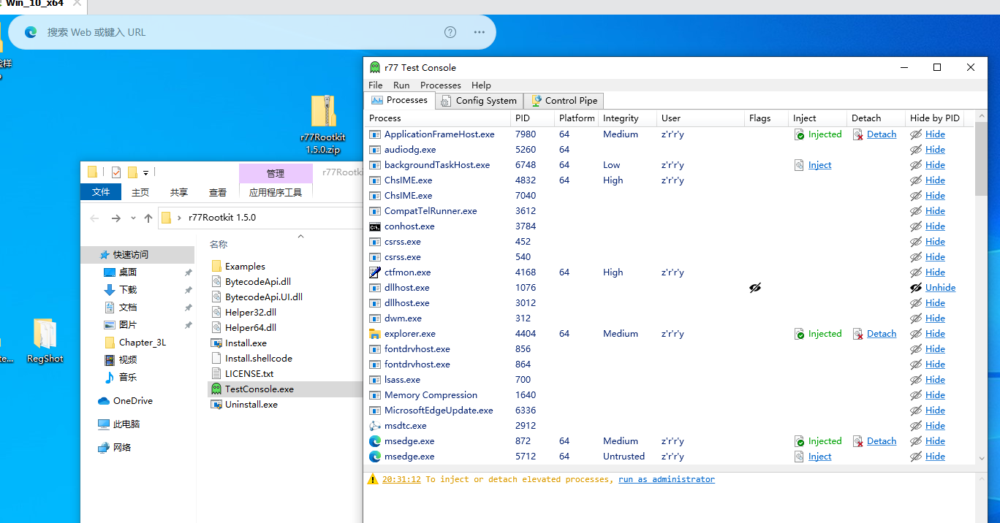 Win_10_x64
搜索 Web 或键入 URL
r77Rootkit
1.5.0.zip
RegShot
管理
r77Rootki
文件
主页
共享
查看
应用程序工具
r77Rootkit 1.5.0
名称
快速访问
桌面
下载
文档
图片
Chapter_3L
视频
音乐
OneDrive
此电脑
网络
Examples
BytecodeApi.dll
BytecodeApi.UI.dll
Helper32.dll
Helper64.dll
Install.exe
Install.shellcode
LICENSE.txt
TestConsole.exe
Uninstall.exe
r77 Test Console
File Run Processes Help
Processes Config System Control Pipe
Process PID Platform Integrity User Flags Inject Detach Hide by PID
ApplicationFrameHost.exe 7980 64 Medium z'r'r'y Injected Detach Hide
audiodg.exe 5260 64 Hide
backgroundTaskHost.exe 6748 64 Low z'r'r'y Inject Hide
ChsIME.exe 4832 64 High z'r'r'y Hide
ChsIME.exe 7040 Hide
CompatTelRunner.exe 3612 Hide
conhost.exe 3784 Hide
csrss.exe 452 Hide
csrss.exe 540 Hide
ctfmon.exe 4168 64 High z'r'r'y Hide
dllhost.exe 1076 Unhide
dllhost.exe 3012 Hide
dwm.exe 312 Hide
explorer.exe 4404 64 Medium z'r'r'y Injected Detach Hide
fontdrvhost.exe 856 Hide
fontdrvhost.exe 864 Hide
lsass.exe 700 Hide
Memory Compression 1640 Hide
MicrosoftEdgeUpdate.exe 6336 Hide
msdtc.exe 2912 Hide
msedge.exe 872 64 Medium z'r'r'y Injected Detach Hide
msedge.exe 5712 64 Untrusted z'r'r'y Inject Hide
20:31:12 To inject or detach elevated processes, run as administrator